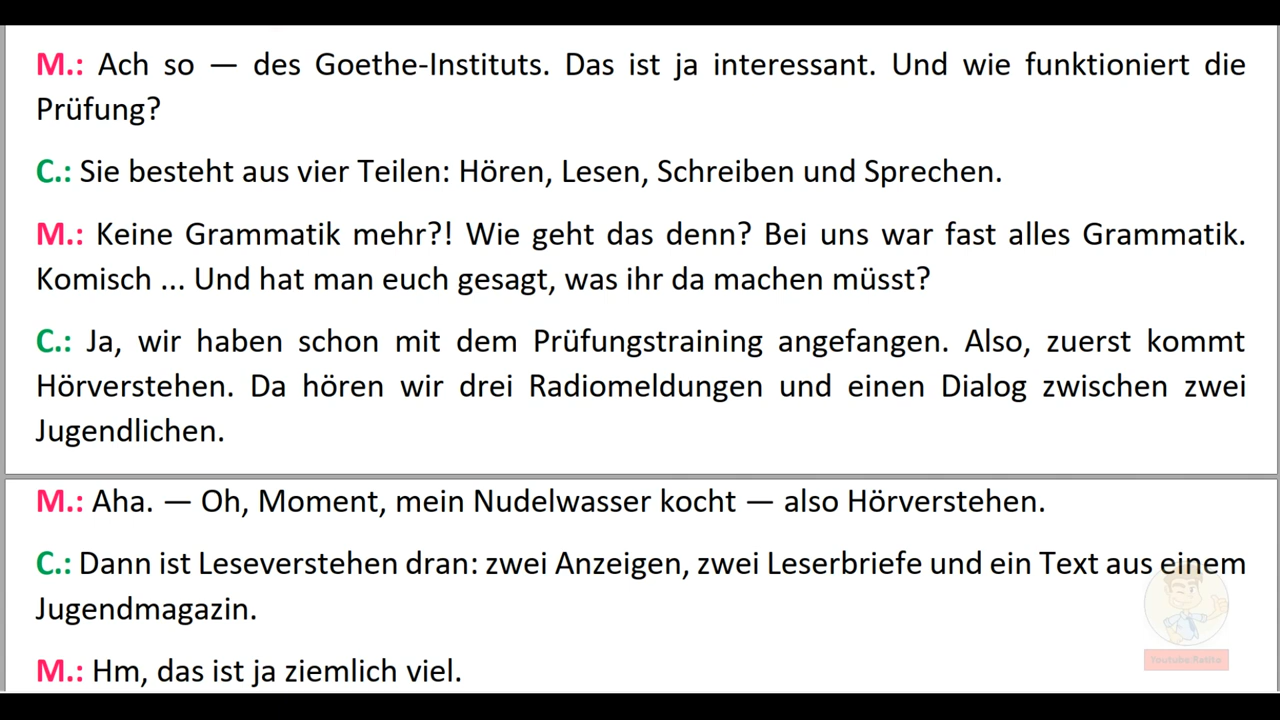 M.: Ach so — des Goethe-Instituts. Das ist ja interessant. Und wie funktioniert die
Prüfung?
C.: Sie besteht aus vier Teilen: Hören, Lesen, Schreiben und Sprechen.
M.: Keine Grammatik mehr?! Wie geht das denn? Bei uns war fast alles Grammatik.
Komisch ... Und hat man euch gesagt, was ihr da machen müsst?
C.: Ja, wir haben schon mit dem Prüfungstraining angefangen. Also, zuerst kommt
Hörverstehen. Da hören wir drei Radiomeldungen und einen Dialog zwischen zwei
Jugendlichen.
M.: Aha. — Oh, Moment, mein Nudelwasser kocht — also Hörverstehen.
C.: Dann ist Leseverstehen dran: zwei Anzeigen, zwei Leserbriefe und ein Text aus einem
Jugendmagazin.
Youtube:
M.: Hm, das ist ja ziemlich viel.